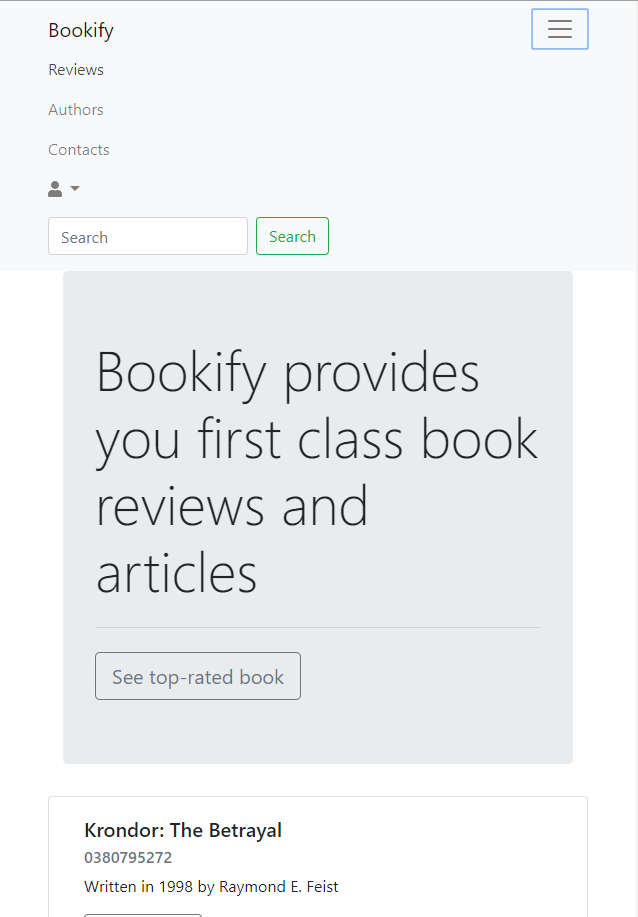 Bookify
Reviews
Authors
Contacts
Search Search
Bookify provides
you first class book
reviews and
articles
See top-rated book
Krondor: The Betrayal
0380795272
Written in 1998 by Raymond E. Feist